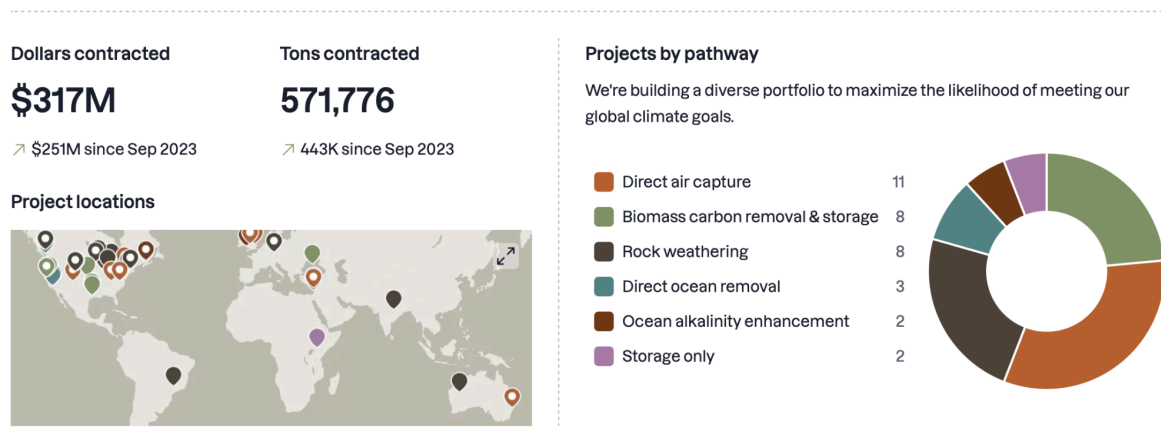 Dollars contracted
$317M
↗ $251M since Sep 2023
Tons contracted
571,776
↗ 443K since Sep 2023
Project locations
Projects by pathway
We're building a diverse portfolio to maximize the likelihood of meeting our
global climate goals.
Direct air capture 11
Biomass carbon removal & storage 8
Rock weathering 8
Direct ocean removal 3
Ocean alkalinity enhancement 2
Storage only 2